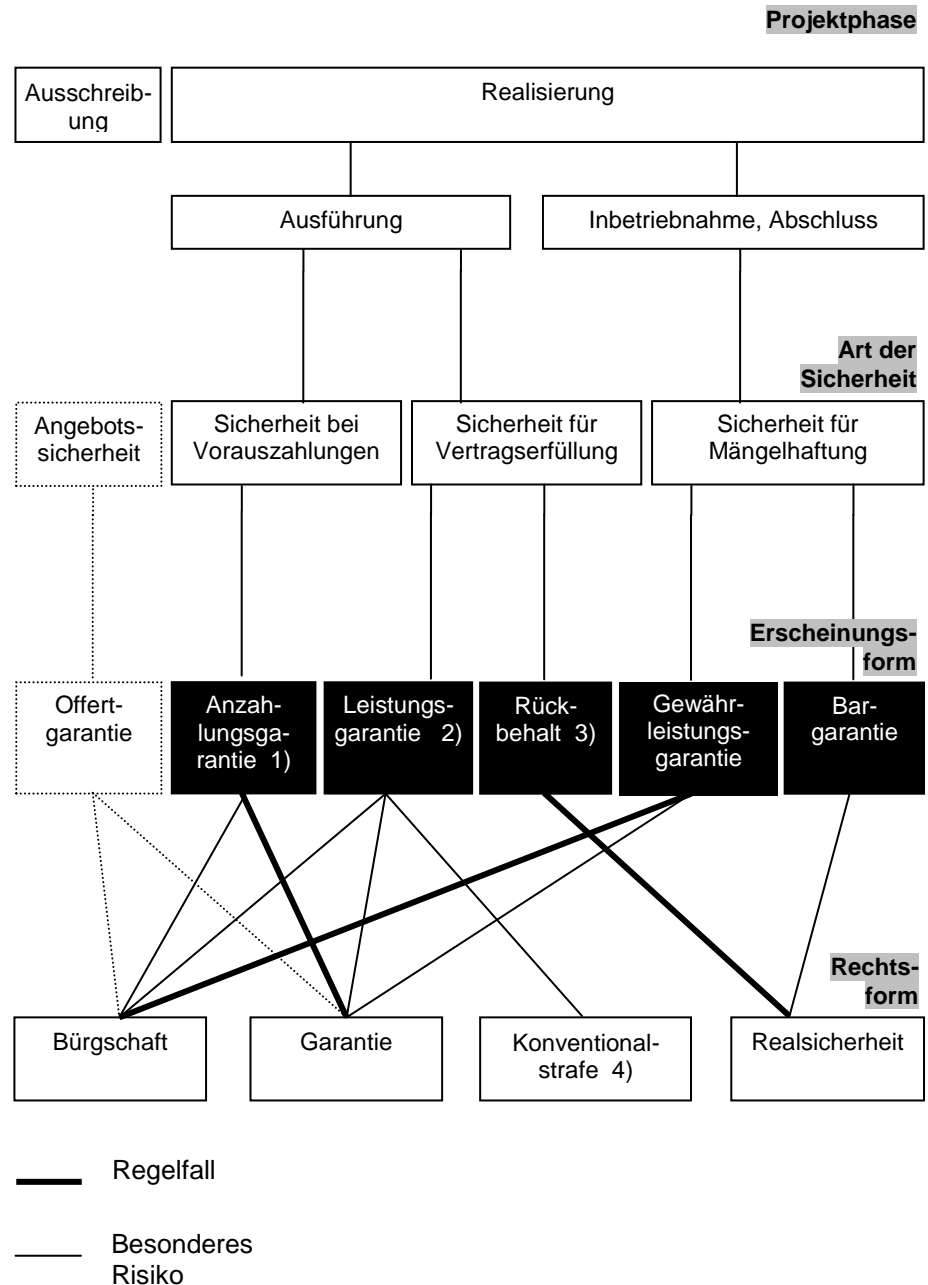 Projektphase
Ausschreib-
ung
Realisierung
Ausführung
Inbetriebnahme, Abschluss
Art der
Sicherheit
Angebots-
sicherheit
Sicherheit bei
Vorauszahlungen
Sicherheit für
Vertragserfüllung
Sicherheit für
Mängelhaftung
Erscheinungs-
form
Offert-
garantie
Anzah-
lungsga-
rantie 1)
Leistungs-
garantie 2)
Rück-
behalt 3)
Gewähr-
leistungs-
garantie
Bar-
garantie
Rechts-
form
Bürgschaft
Garantie
Konventional-
strafe 4)
Realsicherheit
Regelfall
Besonderes
Risiko